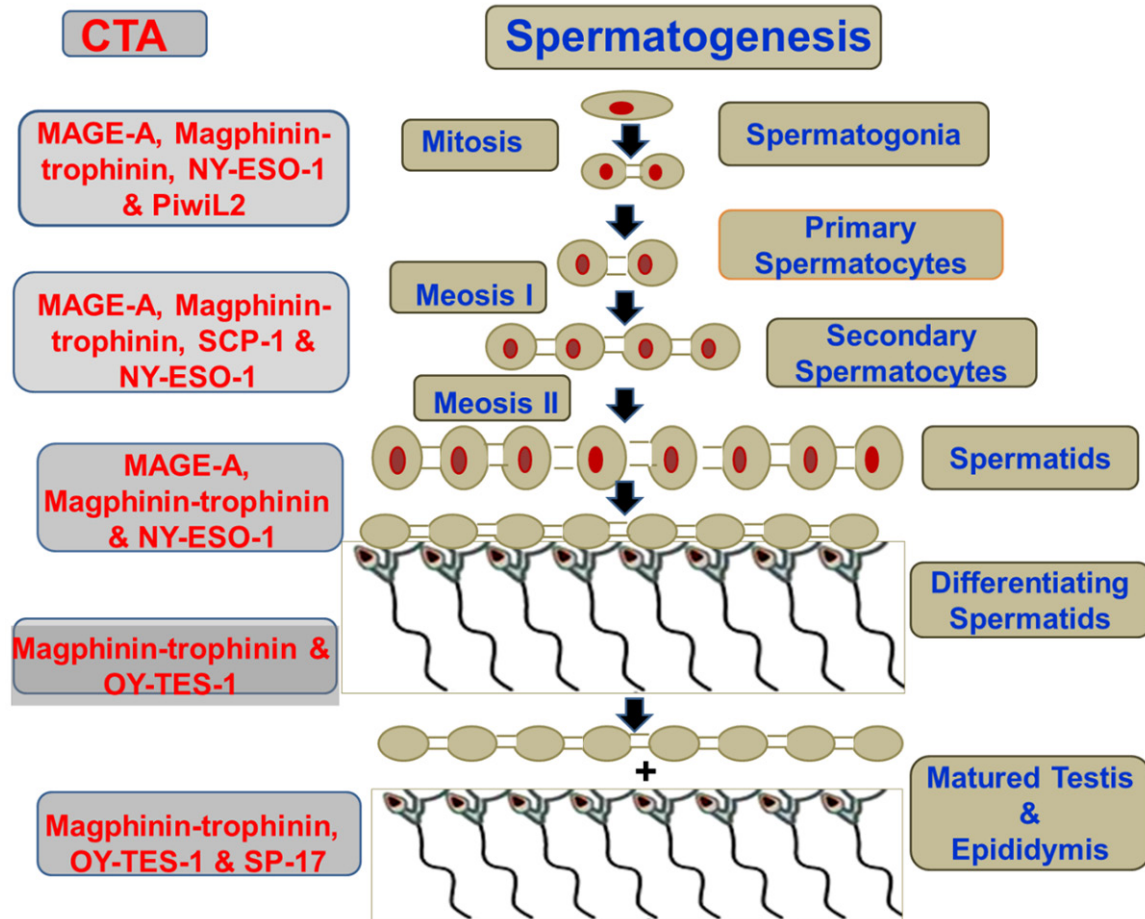 CTA
Spermatogenesis
MAGE-A, Magphinin-
trophinin, NY-ESO-1
& PiwiL2
Mitosis
Spermatogonia
Primary
Spermatocytes
MAGE-A, Magphinin-
trophinin, SCP-1 &
NY-ESO-1
Meosis I
Secondary
Spermatocytes
Meosis II
MAGE-A,
Magphinin-trophinin
& NY-ESO-1
Spermatids
Differentiating
Spermatids
Magphinin-trophinin &
OY-TES-1
+
Magphinin-trophinin,
OY-TES-1 & SP-17
Matured Testis
&
Epididymis